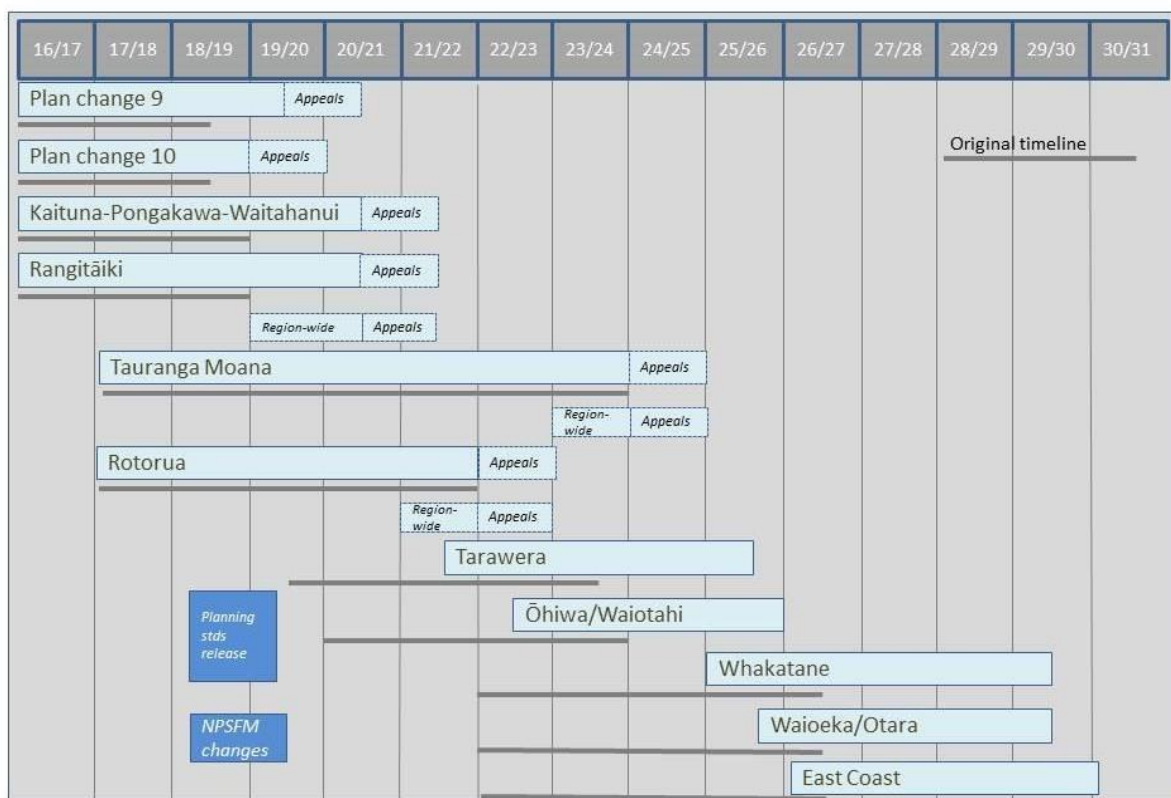 16/17 17/18 18/19 19/20 20/21 21/22 22/23 23/24 24/25 25/26 26/27 27/28 28/29 29/30 30/31
Plan change 9 Appeals
Original timeline
Plan change 10 Appeals
Kaituna-Pongakawa-Waitahanui Appeals
Rangitāiki Appeals
Region-wide Appeals
Tauranga Moana Appeals
Region-
wide Appeals
Rotorua Appeals
Region-
wide Appeals
Tarawera
Planning
stds
release
Ōhiwa/Waiotahi
Whakatane
NPSFM
changes
Waioeka/Otara
East Coast